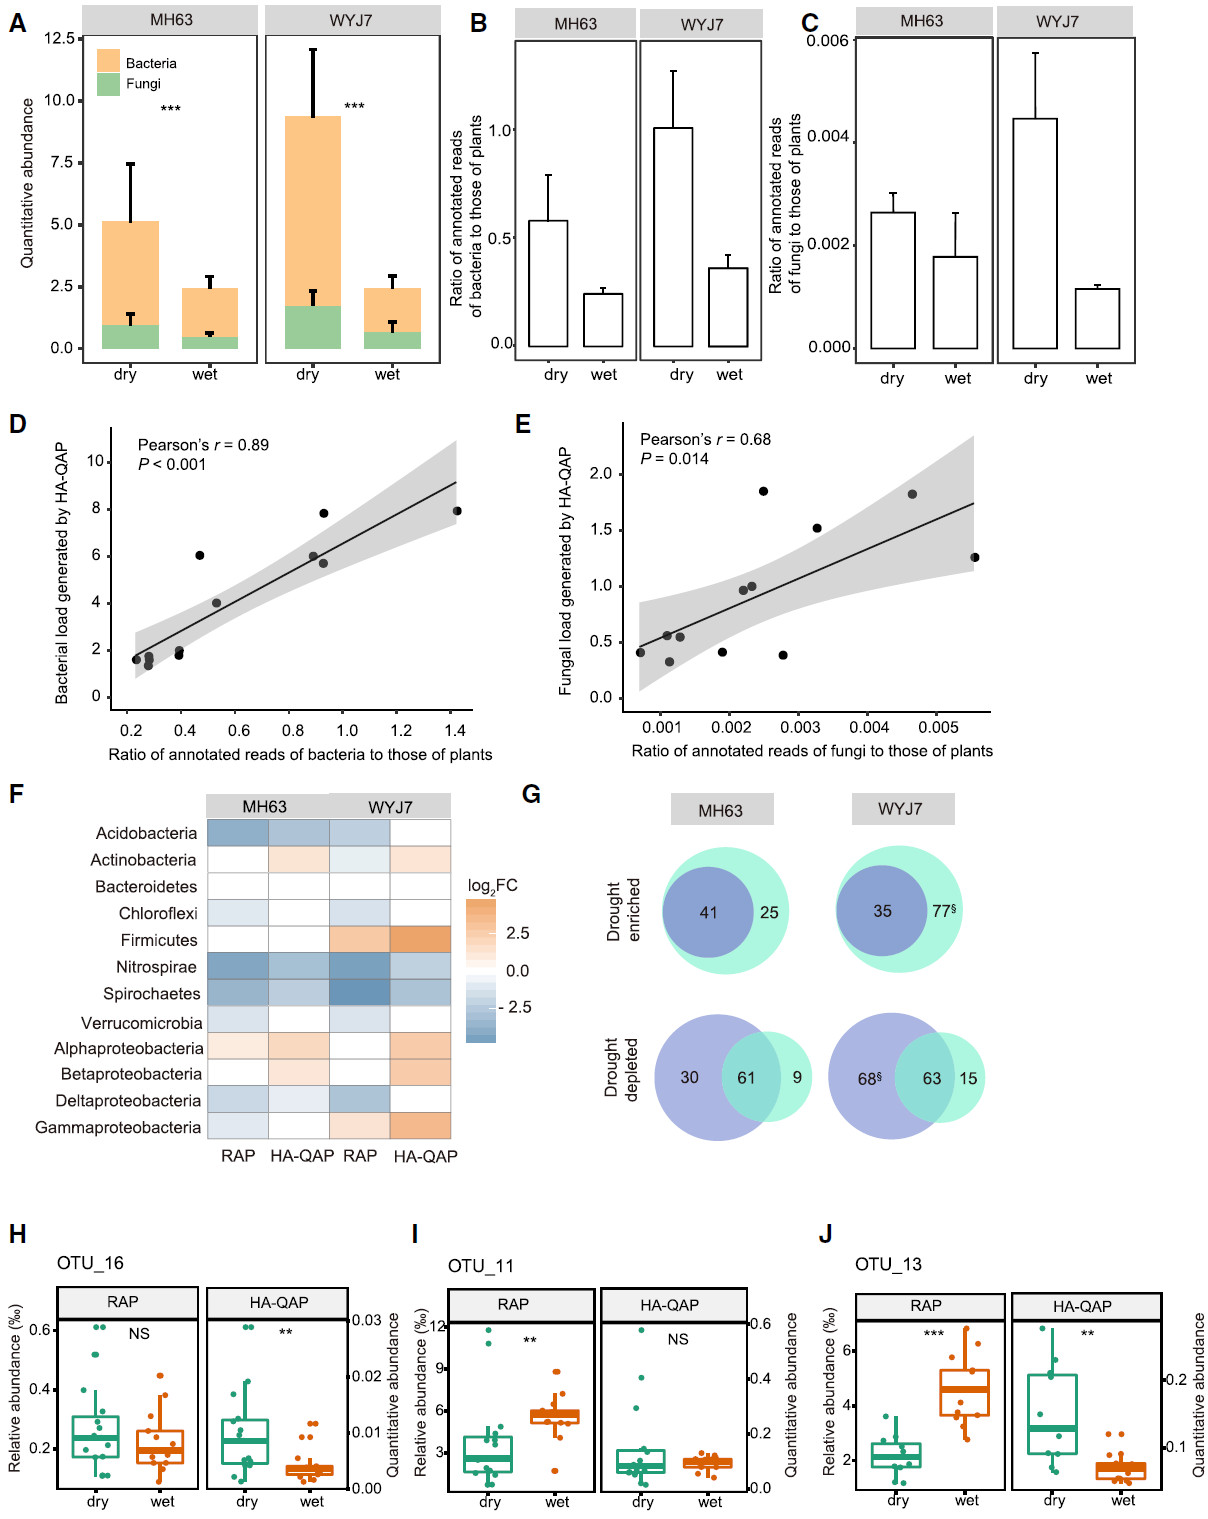 A
MH63
WYJ7
Quantitative abundance
12.5
10.0
7.5
5.0
2.5
0.0
Bacteria
Fungi
***
***
dry
wet
dry
wet
B
MH63
WYJ7
Ratio of annotated reads
of bacteria to those of plants
1.0
0.5
0.0
dry
wet
dry
wet
C
MH63
WYJ7
Ratio of annotated reads
of fungi to those of plants
0.006
0.004
0.002
0.000
dry
wet
dry
wet
D
Pearson's r = 0.89
P < 0.001
Bacterial load generated by HA-QAP
10
8
6
4
2
0
0.2 0.4 0.6 0.8 1.0 1.2 1.4
Ratio of annotated reads of bacteria to those of plants
E
Pearson's r = 0.68
P = 0.014
Fungal load generated by HA-QAP
2.0
1.5
1.0
0.5
0.0
0.001 0.002 0.003 0.004 0.005
Ratio of annotated reads of fungi to those of plants
F
MH63
WYJ7
Acidobacteria
Actinobacteria
Bacteroidetes
Chloroflexi
Firmicutes
Nitrospirae
Spirochaetes
Verrucomicrobia
Alphaproteobacteria
Betaproteobacteria
Deltaproteobacteria
Gammaproteobacteria
RAP HA-QAP RAP HA-QAP
log2FC
2.5
0.0
- 2.5
G
MH63
WYJ7
Drought
enriched
41
25
35
77§
Drought
depleted
30
61
9
68§
63
15
H
OTU_16
RAP
HA-QAP
Relative abundance (‰)
0.6
0.4
0.2
NS
**
0.03
0.02
0.01
0.00
Quantitative abundance
dry
wet
dry
wet
I
OTU_11
RAP
HA-QAP
Relative abundance (‰)
12
9
6
3
**
NS
0.6
0.4
0.2
0.0
Quantitative abundance
dry
wet
dry
wet
J
OTU_13
RAP
HA-QAP
Relative abundance (‰)
6
4
2
***
**
0.2
0.1
Quantitative abundance
dry
wet
dry
wet